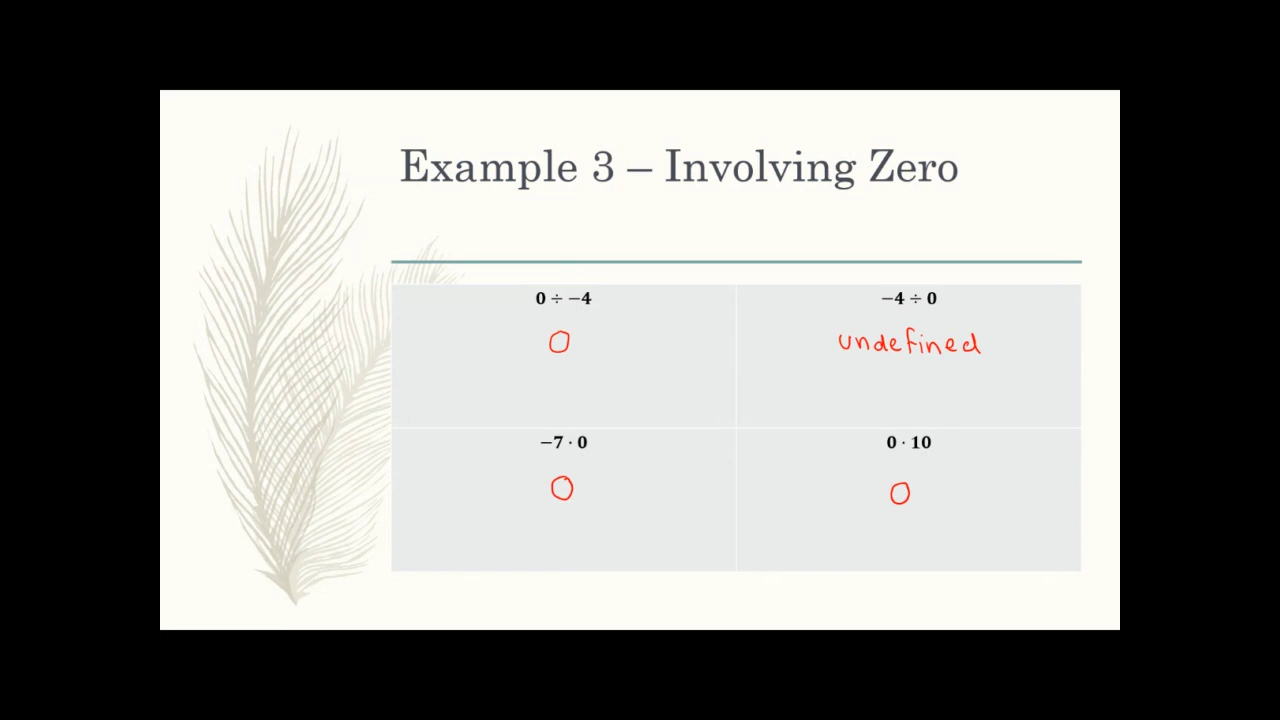 Example 3 – Involving Zero
0 ÷ −4
−4 ÷ 0
0
undefined
−7 · 0
0 · 10
0
0